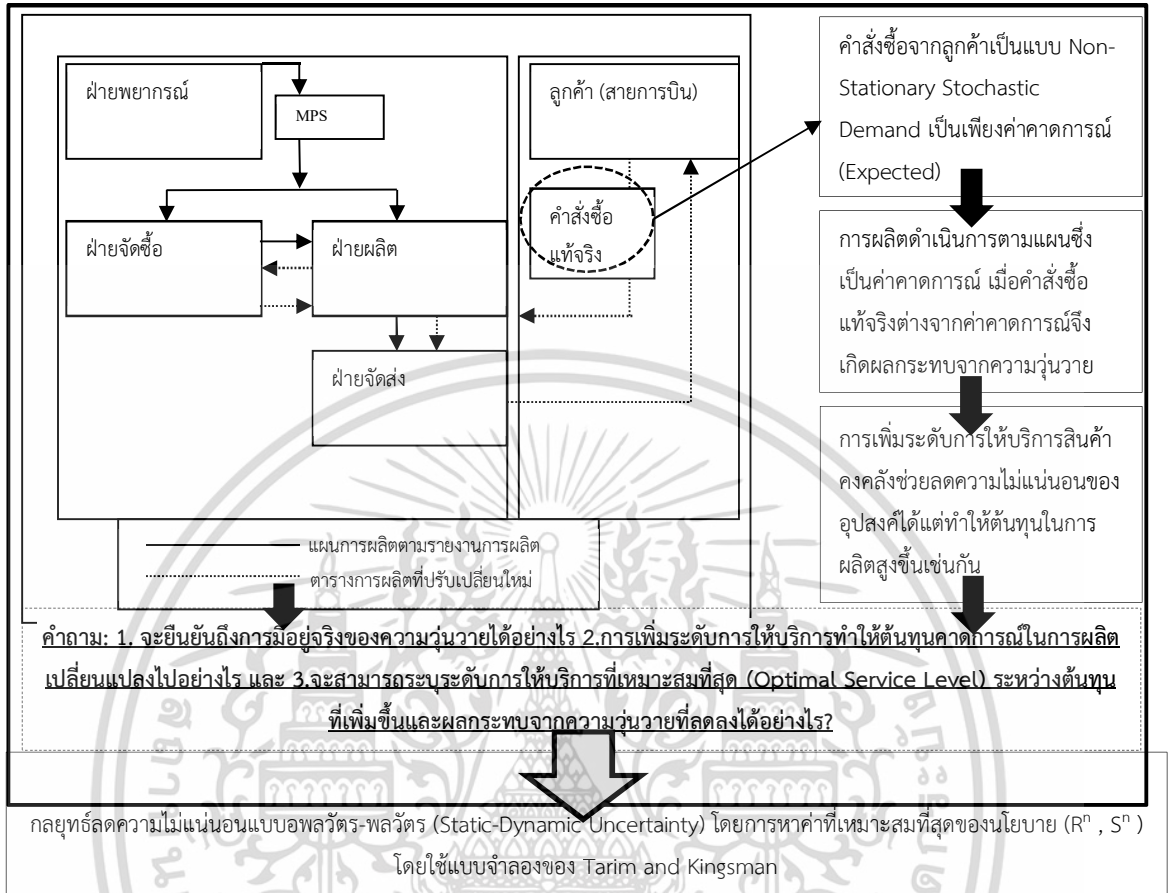 ฝ่ายพยากรณ์
MPS
ฝ่ายจัดซื้อ
ฝ่ายผลิต
ฝ่ายจัดส่ง
ลูกค้า (สายการบิน)
คำสั่งซื้อ
แท้จริง
คำสั่งซื้อจากลูกค้าเป็นแบบ Non-
Stationary Stochastic
Demand เป็นเพียงค่าคาดการณ์
(Expected)
การผลิตดำเนินการตามแผนซึ่ง
เป็นค่าคาดการณ์ เมื่อคำสั่งซื้อ
แท้จริงต่างจากค่าคาดการณ์จึง
เกิดผลกระทบจากความวุ่นวาย
การเพิ่มระดับการให้บริการสินค้า
คงคลังช่วยลดความไม่แน่นอนของ
อุปสงค์ได้แต่ทำให้ต้นทุนในการ
ผลิตสูงขึ้นเช่นกัน
แผนการผลิตตามรายงานการผลิต
ตารางการผลิตที่ปรับเปลี่ยนใหม่
คำถาม: 1. จะยืนยันถึงการมีอยู่จริงของความวุ่นวายได้อย่างไร 2.การเพิ่มระดับการให้บริการทำให้ต้นทุนคาดการณ์ในการผลิต
เปลี่ยนแปลงไปอย่างไร และ 3.จะสามารถระบุระดับการให้บริการที่เหมาะสมที่สุด (Optimal Service Level) ระหว่างต้นทุน
ที่เพิ่มขึ้นและผลกระทบจากความวุ่นวายที่ลดลงได้อย่างไร?
กลยุทธ์ลดความไม่แน่นอนแบบอพลวัตร-พลวัตร (Static-Dynamic Uncertainty) โดยการหาค่าที่เหมาะสมที่สุดของนโยบาย (Rⁿ , Sⁿ )
โดยใช้แบบจำลองของ Tarim and Kingsman